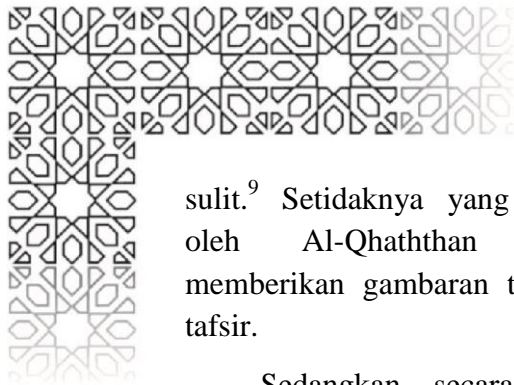 sulit.⁹ Setidaknya yang
oleh Al-Qhaththan
memberikan gambaran
tafsir.
Sedangkan secara